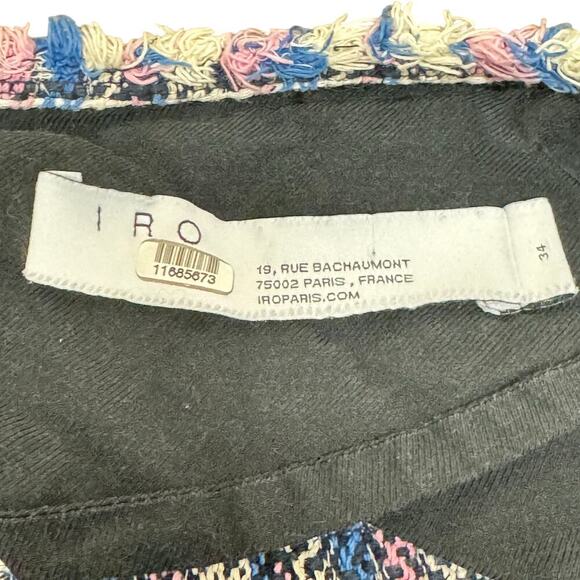 IRO
11685673
19, RUE BACHAUMONT
75002 PARIS , FRANCE
IROPARIS.COM
34